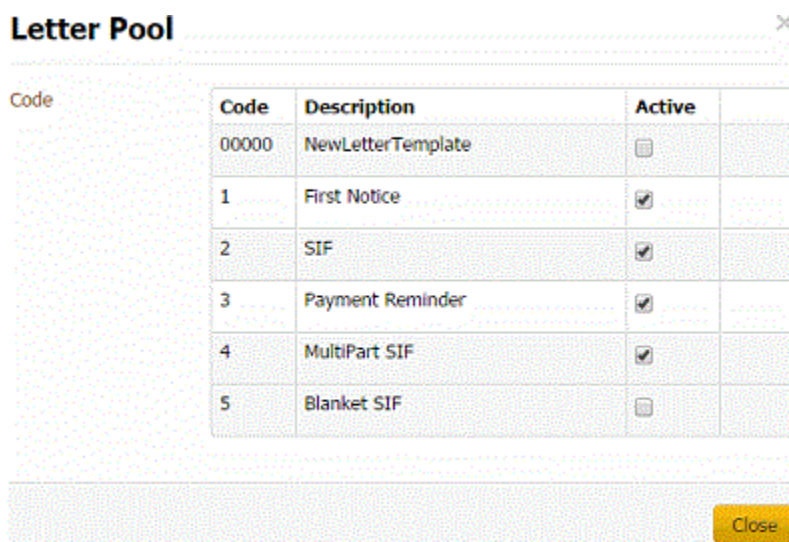 Letter Pool
Code
Code Description Active
00000 NewLetterTemplate
1 First Notice
2 SIF
3 Payment Reminder
4 MultiPart SIF
5 Blanket SIF
Close